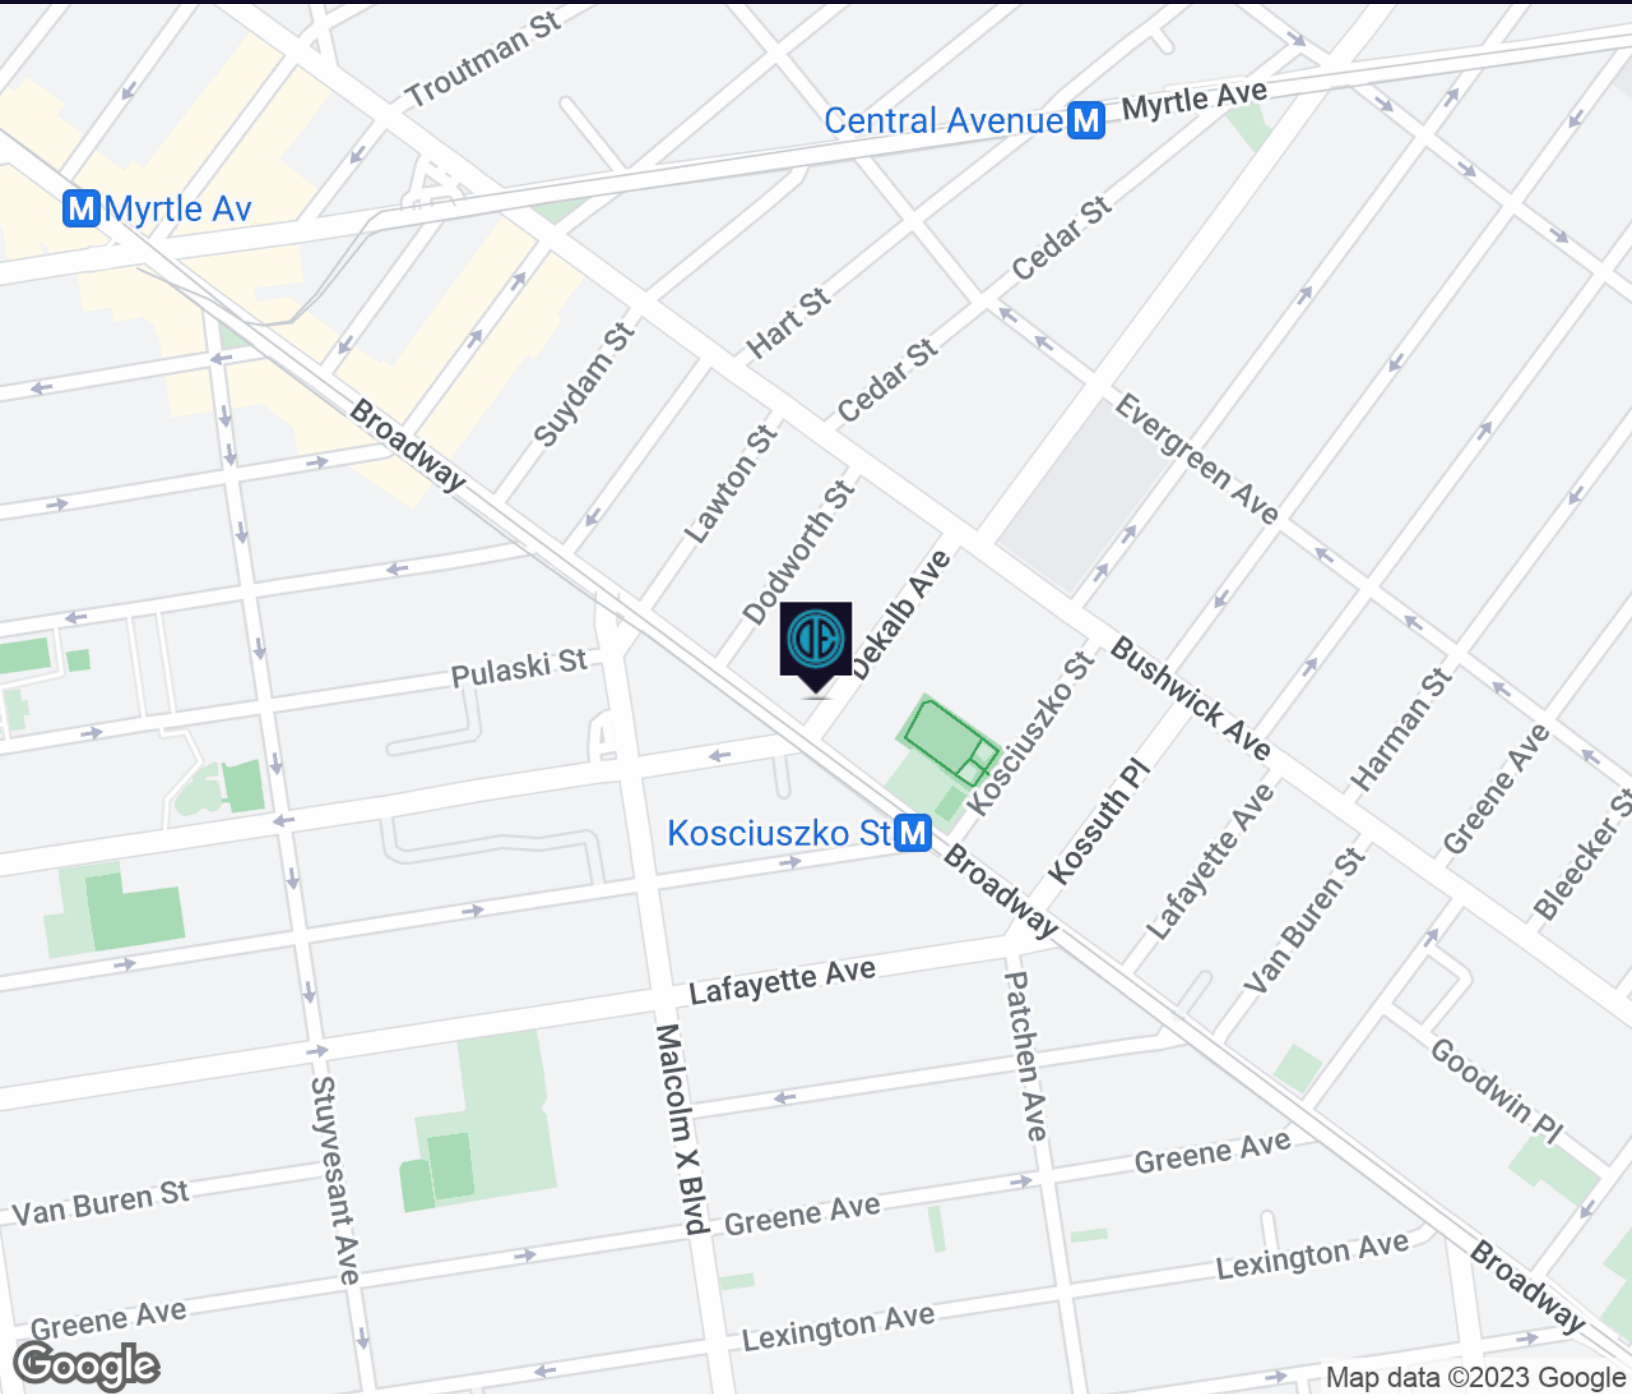 Troutman St
Central Avenue
M
Myrtle Ave
M
Myrtle Av
Cedar St
Hart St
Suydam St
Cedar St
Broadway
Evergreen Ave
Lawton St
Dodworth St
Dekalb Ave
DE
Pulaski St
Kosciuszko St
Bushwick Ave
Harman St
Greene Ave
Kossuth Pl
Lafayette Ave
Bleecker St
Kosciuszko St
M
Broadway
Van Buren St
Lafayette Ave
Patchen Ave
Malcolm X Blvd
Goodwin Pl
Stuyvesant Ave
Greene Ave
Van Buren St
Greene Ave
Lexington Ave
Broadway
Greene Ave
Lexington Ave
Google
Map data ©2023 Google